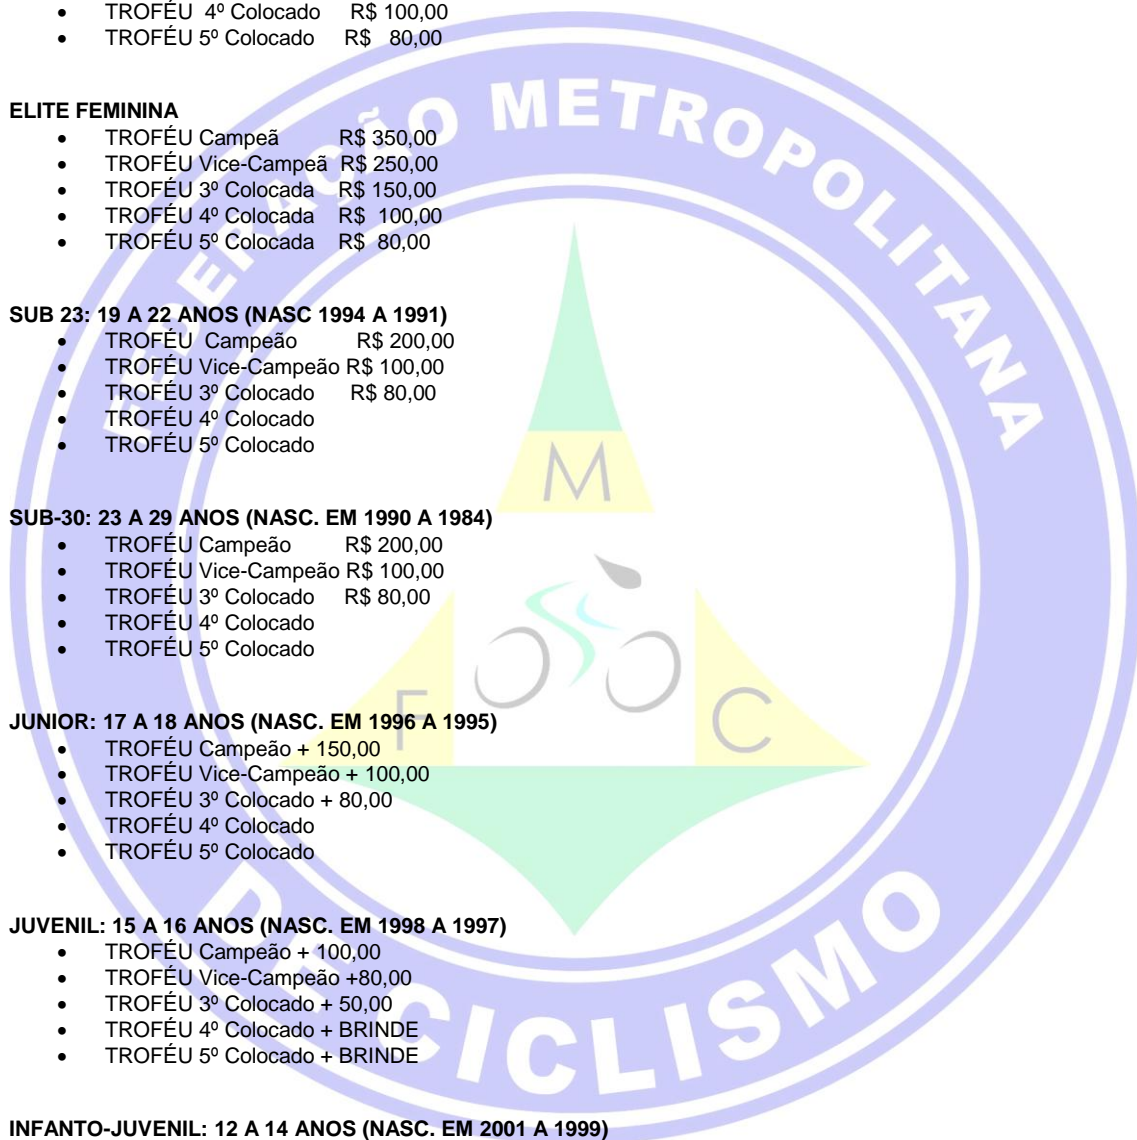 • TROFÉU 4º Colocado R$ 100,00
• TROFÉU 5º Colocado R$ 80,00
ELITE FEMININA
• TROFÉU Campeã R$ 350,00
• TROFÉU Vice-Campeã R$ 250,00
• TROFÉU 3º Colocada R$ 150,00
• TROFÉU 4º Colocada R$ 100,00
• TROFÉU 5º Colocada R$ 80,00
SUB 23: 19 A 22 ANOS (NASC 1994 A 1991)
• TROFÉU Campeão R$ 200,00
• TROFÉU Vice-Campeão R$ 100,00
• TROFÉU 3º Colocado R$ 80,00
• TROFÉU 4º Colocado
• TROFÉU 5º Colocado
SUB-30: 23 A 29 ANOS (NASC. EM 1990 A 1984)
• TROFÉU Campeão R$ 200,00
• TROFÉU Vice-Campeão R$ 100,00
• TROFÉU 3º Colocado R$ 80,00
• TROFÉU 4º Colocado
• TROFÉU 5º Colocado
JUNIOR: 17 A 18 ANOS (NASC. EM 1996 A 1995)
• TROFÉU Campeão + 150,00
• TROFÉU Vice-Campeão + 100,00
• TROFÉU 3º Colocado + 80,00
• TROFÉU 4º Colocado
• TROFÉU 5º Colocado
JUVENIL: 15 A 16 ANOS (NASC. EM 1998 A 1997)
• TROFÉU Campeão + 100,00
• TROFÉU Vice-Campeão +80,00
• TROFÉU 3º Colocado + 50,00
• TROFÉU 4º Colocado + BRINDE
• TROFÉU 5º Colocado + BRINDE
INFANTO-JUVENIL: 12 A 14 ANOS (NASC. EM 2001 A 1999)
FEDERAÇÃO METROPOLITANA
DE CICLISMO
M
F C